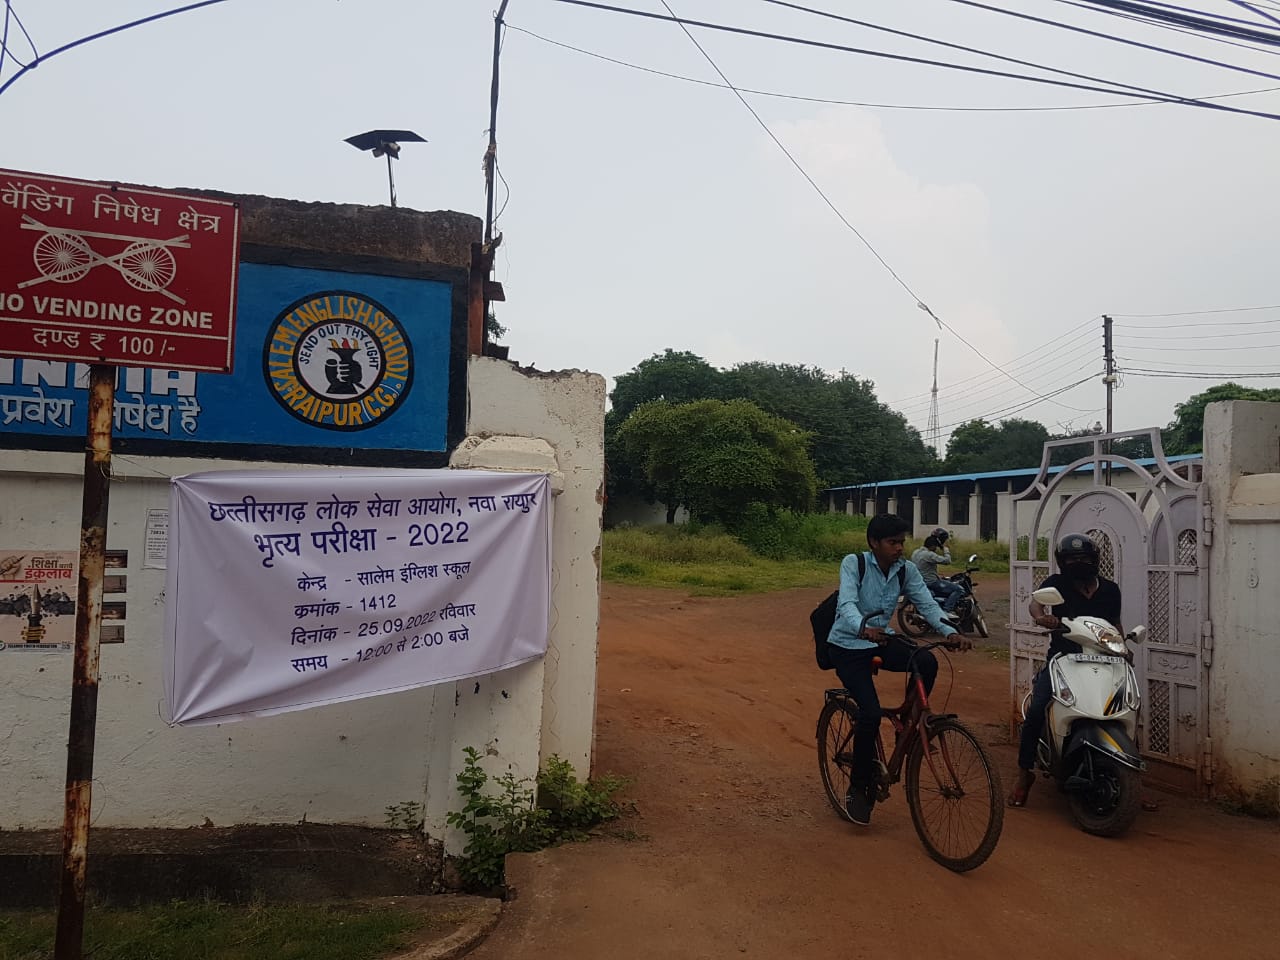 वेंडिंग निषेध क्षेत्र
NO VENDING ZONE
दण्ड ₹ 100/-
INDIA
प्रवेश निषेध है
SALEM ENGLISH SCHOOL
SEND OUT THY LIGHT
RAIPUR(C.G.)
छत्तीसगढ़ लोक सेवा आयोग, नवा रायपुर
भृत्य परीक्षा - 2022
केन्द्र - सालेम इंग्लिश स्कूल
क्रमांक - 1412
दिनांक - 25.09.2022 रविवार
समय - 12:00 से 2:00 बजे
शिक्षा
इंक़लाब